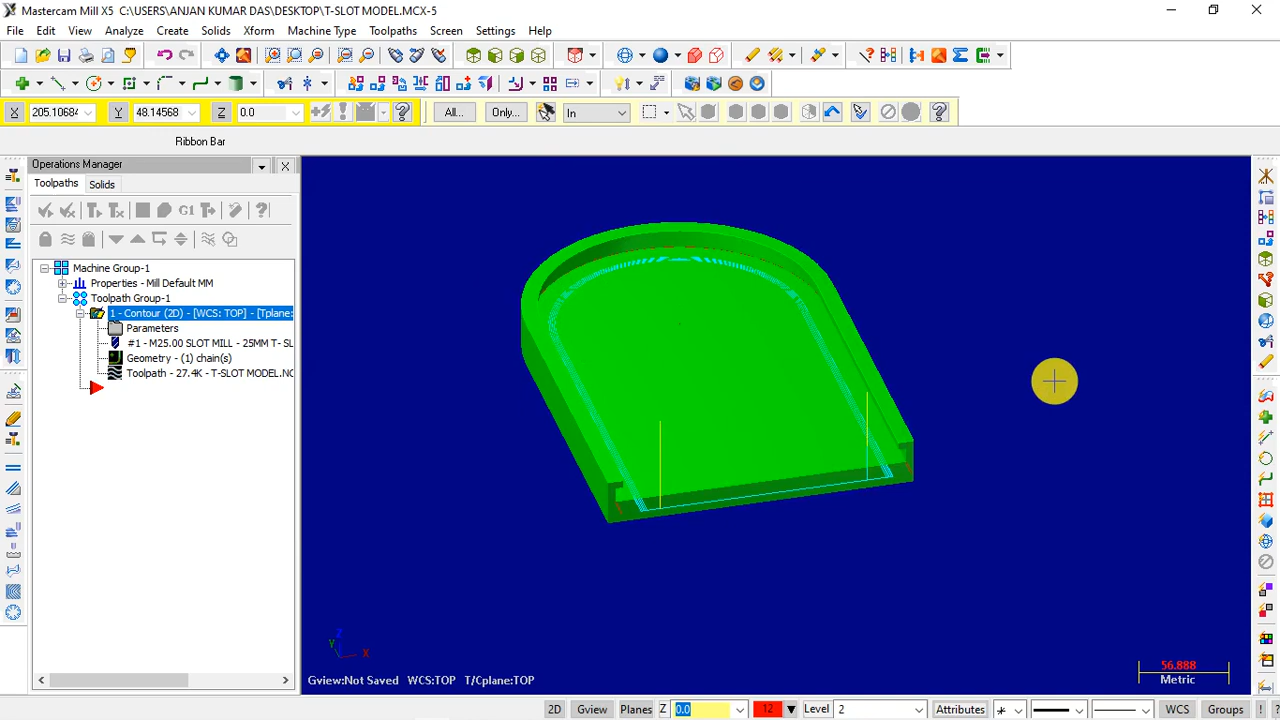 Mastercam Mill X5 C:\USERS\ANJAN KUMAR DAS\DESKTOP\T-SLOT MODEL.MCX-5
File Edit View Analyze Create Solids Xform Machine Type Toolpaths Screen Settings Help
X 205.10684 Y 48.14568 Z 0.0 All... Only... In
Ribbon Bar
Operations Manager
Toolpaths Solids
G1
Machine Group-1
Properties - Mill Default MM
Toolpath Group-1
1 - Contour (2D) - [WCS: TOP] - [Tplane:
Parameters
#1 - M25.00 SLOT MILL - 25MM T- SL
Geometry - (1) chain(s)
Toolpath - 27.4K - T-SLOT MODEL.NC
Z
Y
X
56.888
Metric
Gview:Not Saved WCS:TOP T/Cplane:TOP
2D Gview Planes Z 0.0 12 Level 2 Attributes WCS Groups